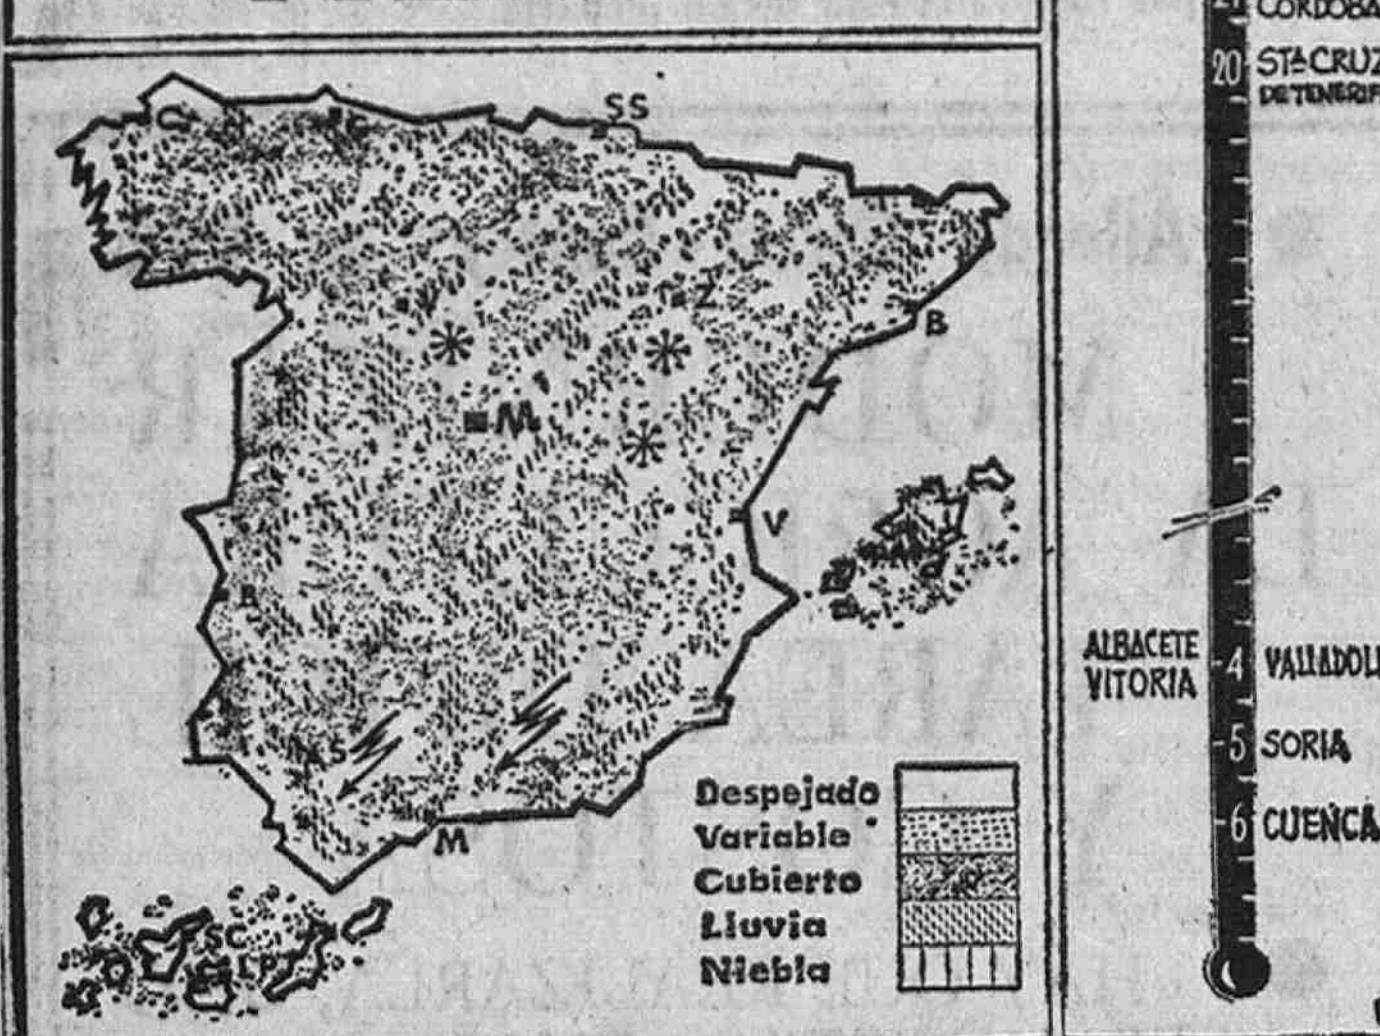 SS
C
G
Z
B
M
V
B
S
M
SC
LP
Despejado
Variable
Cubierto
Lluvia
Niebla
CORDOBA
20 STA CRUZ
DE TENERIF
ALBACETE
VITORIA
-4 VALLADOLI
-5 SORIA
-6 CUENCA